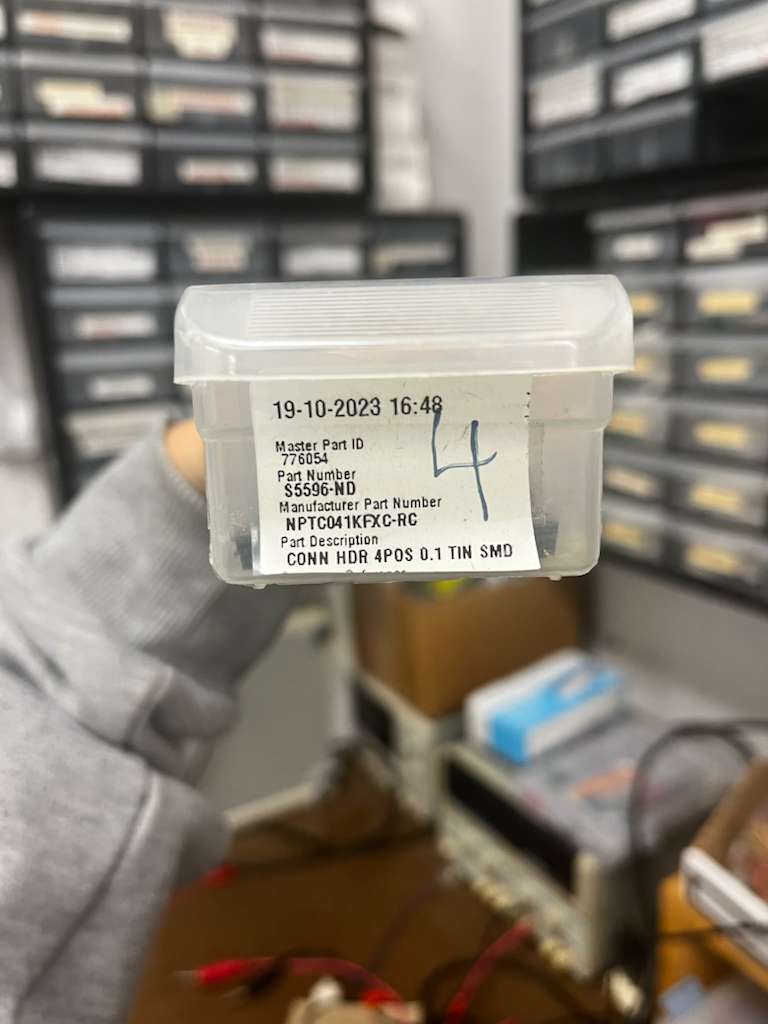 19-10-2023 16:48
4
Master Part ID
776054
Part Number
S5596-ND
Manufacturer Part Number
NPTC041KFXC-RC
Part Description
CONN HDR 4POS 0.1 TIN SMD